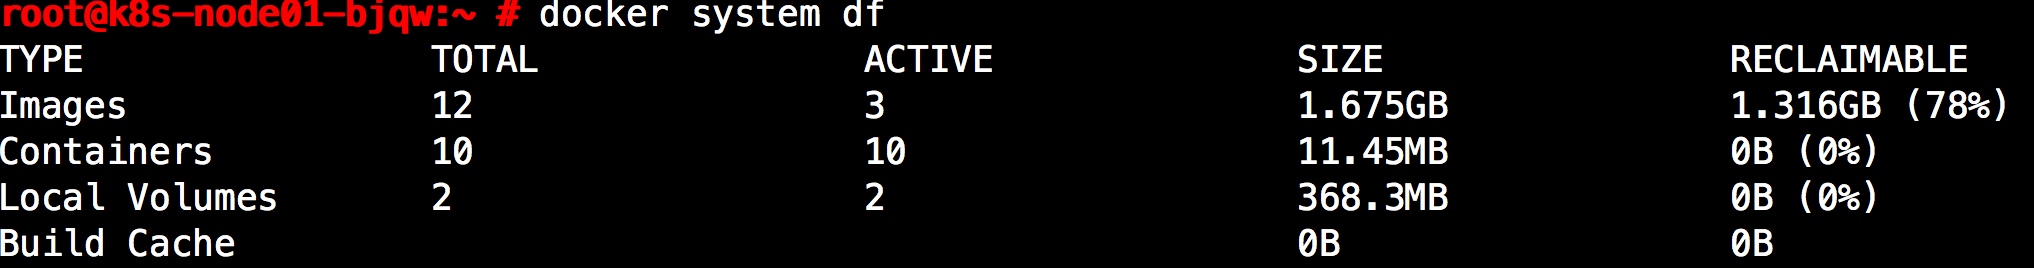 root@k8s-node01-bjqw:~ # docker system df
TYPE TOTAL ACTIVE SIZE RECLAIMABLE
Images 12 3 1.675GB 1.316GB (78%)
Containers 10 10 11.45MB 0B (0%)
Local Volumes 2 2 368.3MB 0B (0%)
Build Cache 0B 0B